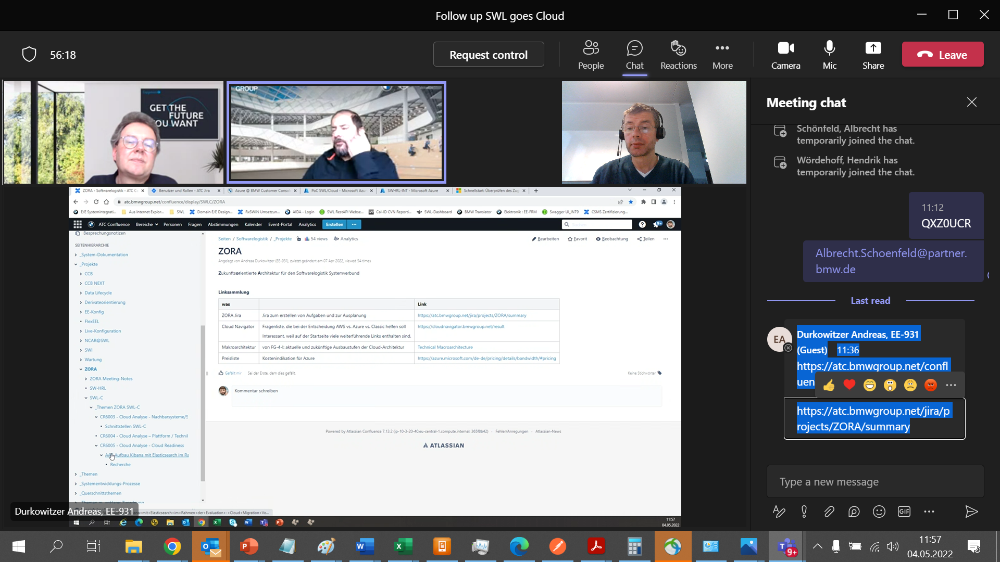 Follow up SWL goes Cloud
56:18
Request control
People
Chat
Reactions
More
Camera
Mic
Share
Leave
GET THE
FUTURE
YOU WANT
GROUP
ZORA - Softwarelogistik - ATC Co
Benutzer und Rollen - ATC Jira
Azure @ BMW Customer Conso
PoC SWL/Cloud - Microsoft Azur
SWHRL-INT - Microsoft Azure
Schnellstart: Überprüfen des Zug
atc.bmwgroup.net/confluence/display/SWLC/ZORA
E/E Systemintegrati...
Aus Internet Explor...
SWL
Domain E/E Design...
RxSWIN Umsetzun...
AIDA - Login
SWL RestAPI Webse...
Cal-ID CVN Reporti...
SWL-Dashboard
BMW Translator
Elektronik : EE-FRM
Swagger UI_INT9
CSMS Zertifizierung...
ATC Confluence
Bereiche
Personen
Fragen
Abstimmungen
Kalender
Event-Portal
Analytics
Erstellen
Besprechungsnotizen
SEITENHIERARCHIE
_System-Dokumentation
_Projekte
CCB
CCB NEXT
Data Lifecycle
Derivateorientierung
EE-Konfig
FlexEEL
Live-Konfiguration
NCAR@SWL
SWI
Wartung
ZORA
ZORA Meeting-Notes
SW-HRL
SWL-C
_Themen ZORA SWL-C
CR6003 - Cloud Analyse - Nachbarsysteme/S
Schnittstellen SWL-C
CR6004 - Cloud Analyse – Plattform / Technil
CR6005 - Cloud Analyse - Cloud Readiness
Aufbau Kibana mit Elasticsearch im Ra
Recherche
_Themen
_Systementwicklungs-Prozesse
_Querschnittsthemen
Seiten / Softwarelogistik / _Projekte
54 views
Analytics
Bearbeiten
Favorit
Beobachtung
Teilen
ZORA
Angelegt von Andreas Durkowitzer (EE-931), zuletzt geändert am 07 Apr 2022, viewed 54 times
Zukunftsorientierte Architektur für den Softwarelogistik Systemverbund
Linksammlung
was Link
ZORA Jira Jira zum erstellen von Aufgaben und zur Ausplanung https://atc.bmwgroup.net/jira/projects/ZORA/summary
Cloud Navigator Fragenliste, die bei der Entscheidung AWS vs. Azure vs. Classic helfen soll https://cloudnavigator.bmwgroup.net/result
Interessant, weil auf der Startseite viele weiterführende Links enthalten sind.
Makroarchitektur von FG-4-I: aktuelle und zukünftige Ausbaustufen der Cloud-Architektur Technical Macroarchitecture
Preisliste Kostenindikation für Azure https://azure.microsoft.com/de-de/pricing/details/bandwidth/#pricing
Gefällt mir Sei der Erste, dem dies gefällt.
Keine Stichwörter
Kommentar schreiben
Powered by Atlassian Confluence 7.13.2 (ip-10-3-20-40.eu-central-1.compute.internal: 365f8b42) · Fehler/Anregungen · Atlassian-News
ATLASSIAN
Durkowitzer Andreas, EE-931
na+mit+Elasticsearch+im+Rahmen+der+Evaluation+-+Cloud+Migration+Vo...
11:57
04.05.2022
Meeting chat
Schönfeld, Albrecht has
temporarily joined the chat.
Wördehoff, Hendrik has
temporarily joined the chat.
11:12
QXZ0UCR
Albrecht.Schoenfeld@partner.
bmw.de
Last read
EA
Durkowitzer Andreas, EE-931
(Guest) 11:36
https://atc.bmwgroup.net/confl
uen
https://atc.bmwgroup.net/jira/p
rojects/ZORA/summary
Type a new message
GIF
9+
11:57
04.05.2022